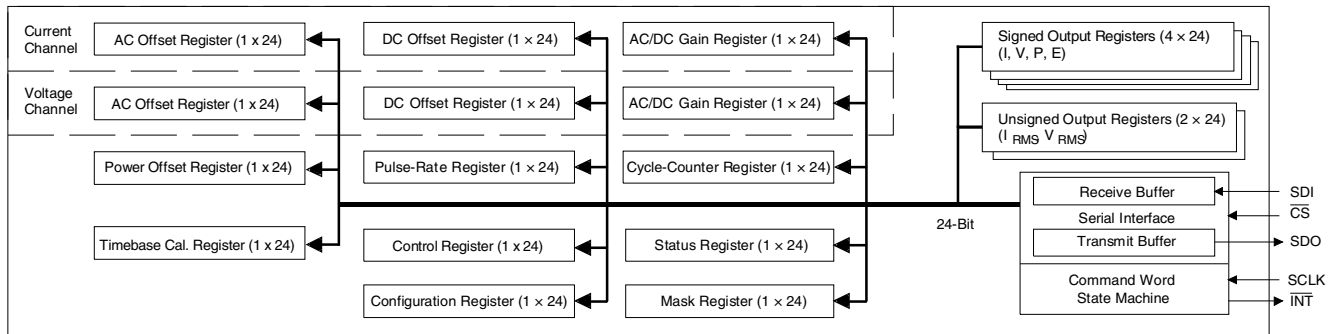 Current
Channel
AC Offset Register (1 x 24)
DC Offset Register (1 × 24)
AC/DC Gain Register (1 × 24)
Signed Output Registers (4 × 24)
(I, V, P, E)
Voltage
Channel
AC Offset Register (1 x 24)
DC Offset Register (1 × 24)
AC/DC Gain Register (1 × 24)
Unsigned Output Registers (2 × 24)
(I RMS, V RMS)
Power Offset Register (1 x 24)
Pulse-Rate Register (1 × 24)
Cycle-Counter Register (1 × 24)
Receive Buffer
SDI
24-Bit
Serial Interface
CS
Timebase Cal. Register (1 x 24)
Control Register (1 x 24)
Status Register (1 × 24)
Transmit Buffer
SDO
Configuration Register (1 × 24)
Mask Register (1 × 24)
Command Word
State Machine
SCLK
INT